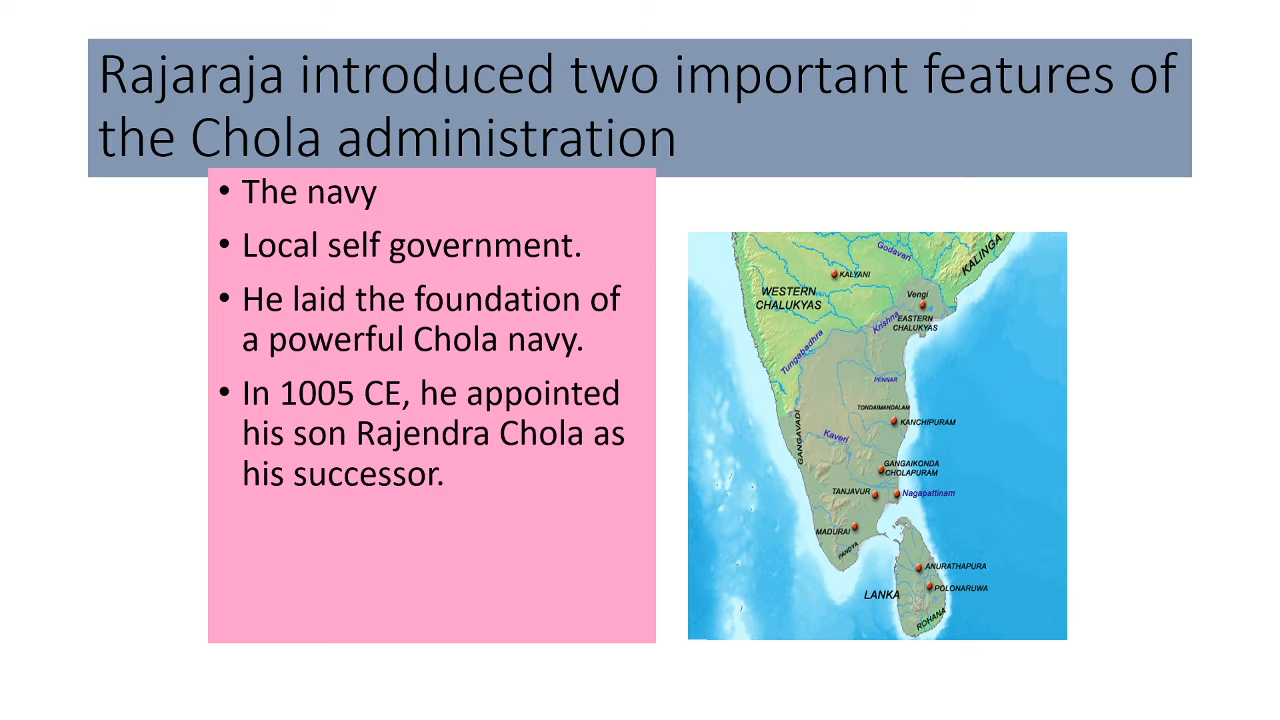 Rajaraja introduced two important features of
the Chola administration
• The navy
• Local self government.
• He laid the foundation of
a powerful Chola navy.
• In 1005 CE, he appointed
his son Rajendra Chola as
his successor.
Godavari
KALINGA
KALYANI
WESTERN
CHALUKYAS
Vengi
Krishna
EASTERN
CHALUKYAS
Tungabadhra
PENNAR
TONDAIMANDALAM
KANCHIPURAM
GANGAVADI
Kaveri
GANGAIKONDA
CHOLAPURAM
TANJAVUR
Nagapattinam
MADURAI
PANDYA
ANURATHAPURA
POLONARUWA
LANKA
ROHANA